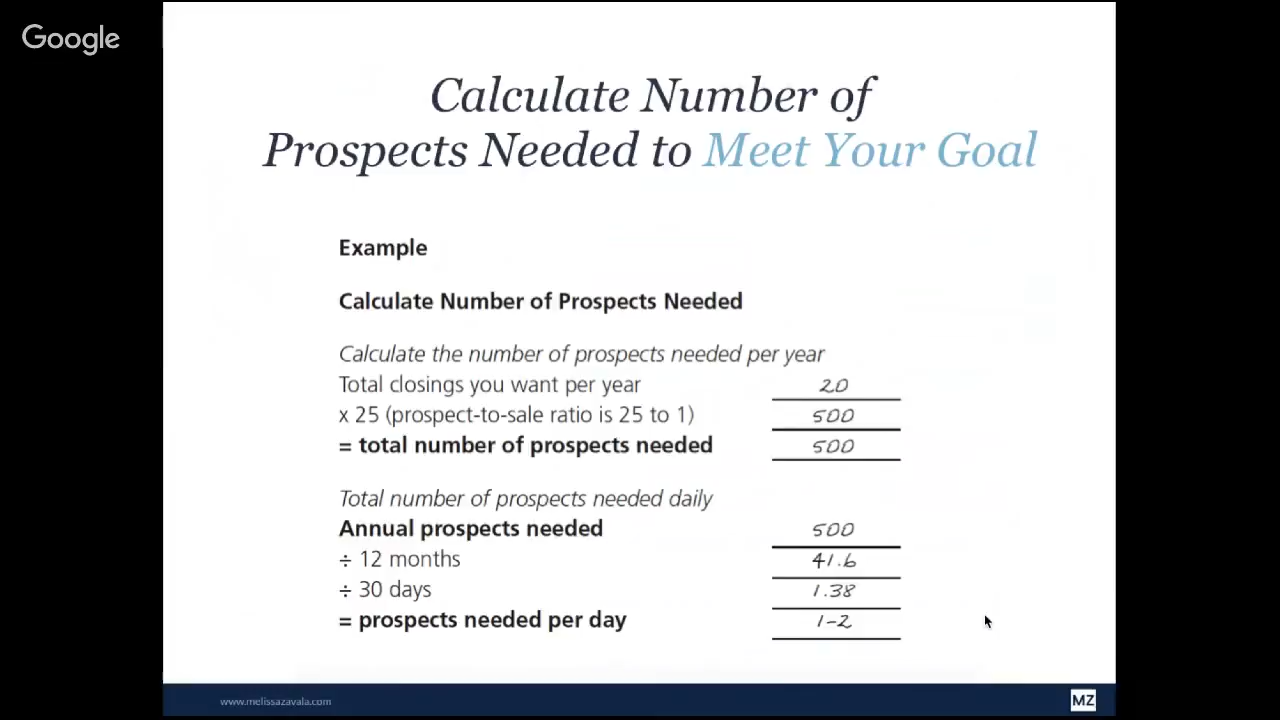 Google
Calculate Number of
Prospects Needed to Meet Your Goal
Example
Calculate Number of Prospects Needed
Calculate the number of prospects needed per year
Total closings you want per year 20
x 25 (prospect-to-sale ratio is 25 to 1) 500
= total number of prospects needed 500
Total number of prospects needed daily
Annual prospects needed 500
÷ 12 months 41.6
÷ 30 days 1.38
= prospects needed per day 1-2
www.melissazavala.com MZ